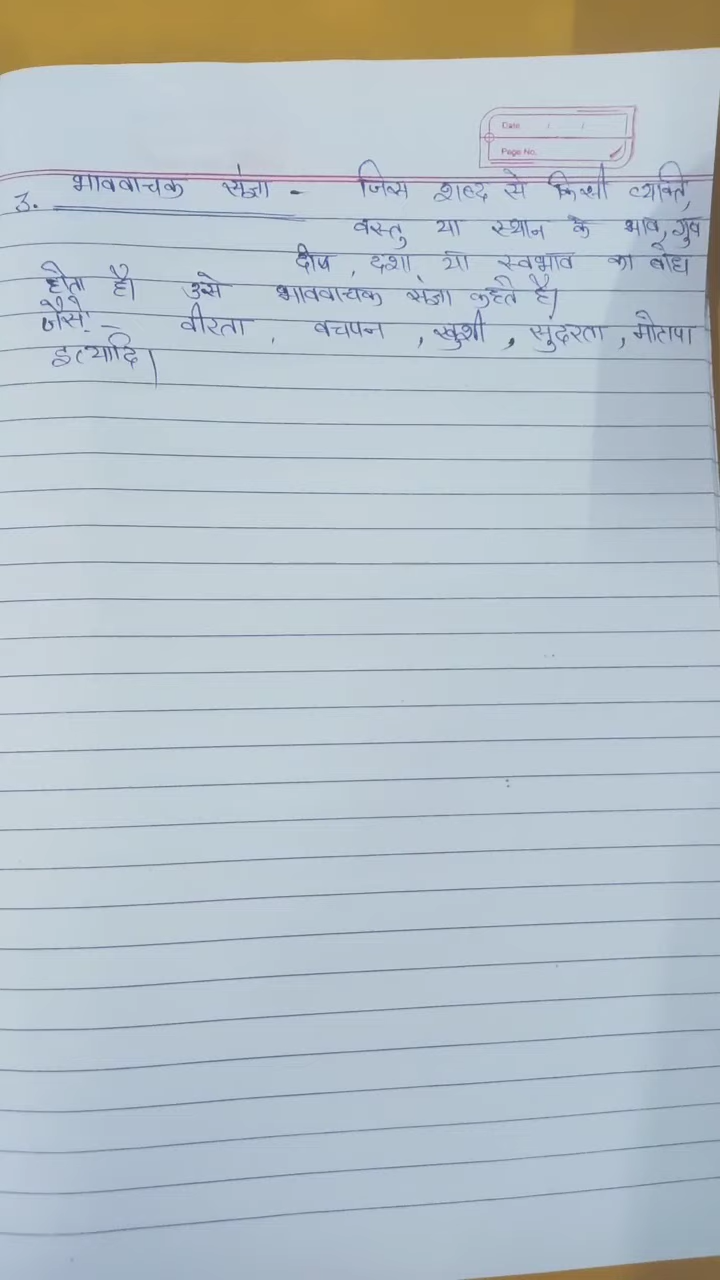 Date / /
Page No.
3. भाववाचक संज्ञा - जिस शब्द से किसी व्यक्ति,
वस्तु या स्थान के भाव, गुण
दोष, दशा, या स्वभाव का बोध
होता है। उसे भाववाचक संज्ञा कहते है।
जैसे:- वीरता, बचपन, खुशी, सुंदरता, मोटापा
इत्यादि।